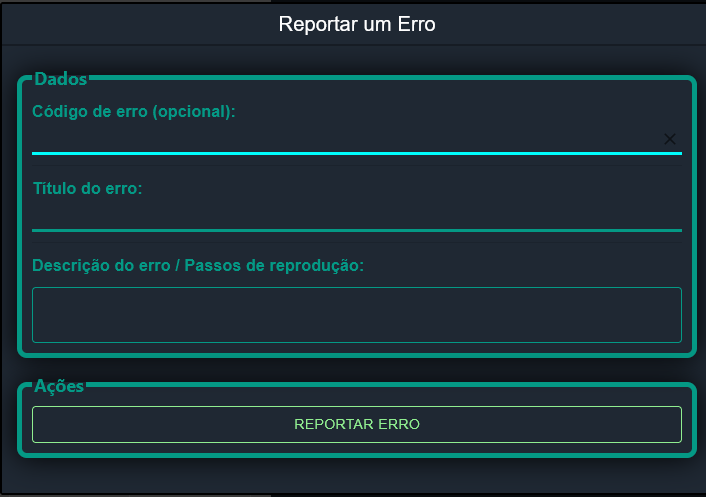 Reportar um Erro
Dados
Código de erro (opcional):
Título do erro:
Descrição do erro / Passos de reprodução:
Ações
REPORTAR ERRO